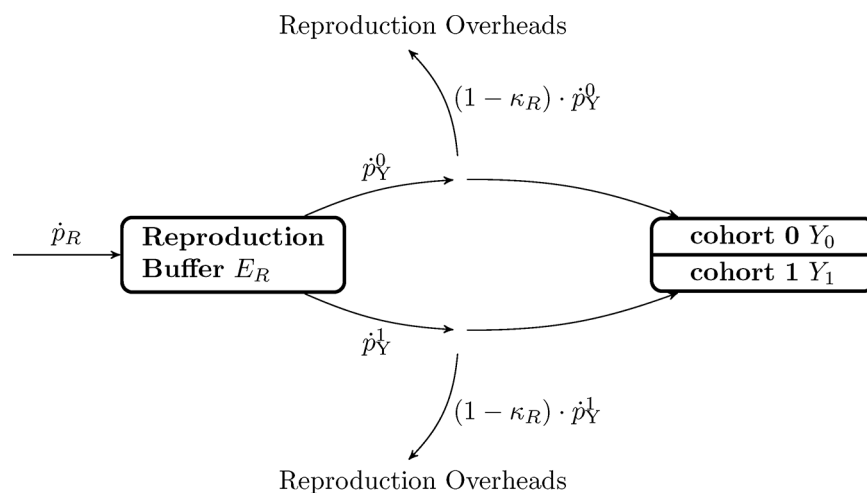 Reproduction Overheads
(1 − κ_R) · ṗ_Y^0
ṗ_Y^0
ṗ_R
Reproduction
Buffer E_R
cohort 0 Y_0
cohort 1 Y_1
ṗ_Y^1
(1 − κ_R) · ṗ_Y^1
Reproduction Overheads